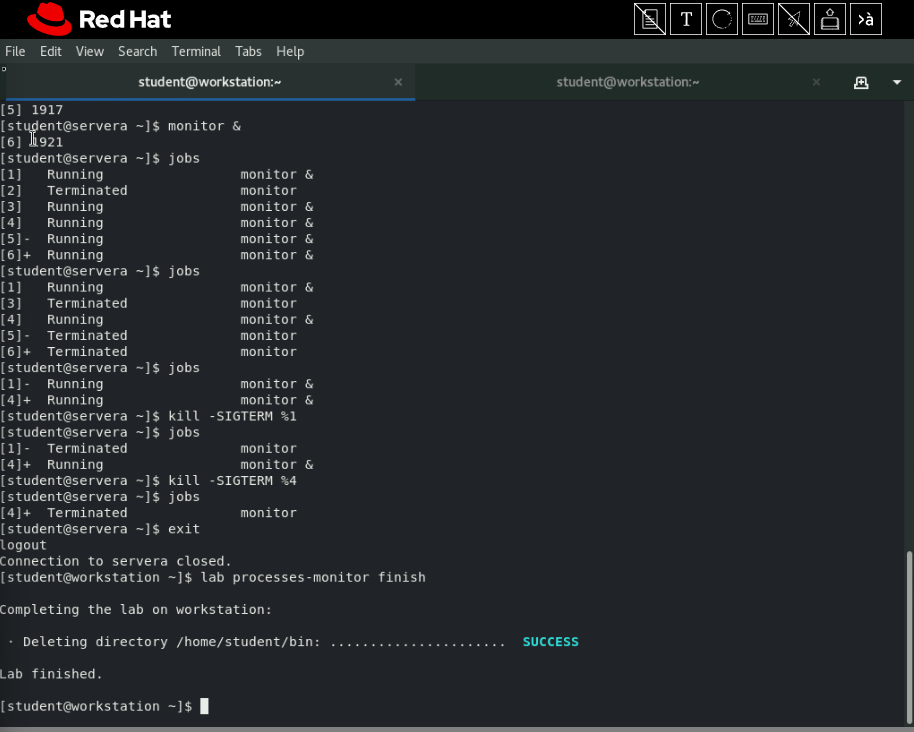 Red Hat
T
>à
File Edit View Search Terminal Tabs Help
student@workstation:~ × student@workstation:~ ×
[5] 1917
[student@servera ~]$ monitor &
[6] 1921
[student@servera ~]$ jobs
[1]   Running                 monitor &
[2]   Terminated              monitor
[3]   Running                 monitor &
[4]   Running                 monitor &
[5]-  Running                 monitor &
[6]+  Running                 monitor &
[student@servera ~]$ jobs
[1]   Running                 monitor &
[3]   Terminated              monitor
[4]   Running                 monitor &
[5]-  Terminated              monitor
[6]+  Terminated              monitor
[student@servera ~]$ jobs
[1]-  Running                 monitor &
[4]+  Running                 monitor &
[student@servera ~]$ kill -SIGTERM %1
[student@servera ~]$ jobs
[1]-  Terminated              monitor
[4]+  Running                 monitor &
[student@servera ~]$ kill -SIGTERM %4
[student@servera ~]$ jobs
[4]+  Terminated              monitor
[student@servera ~]$ exit
logout
Connection to servera closed.
[student@workstation ~]$ lab processes-monitor finish
Completing the lab on workstation:
· Deleting directory /home/student/bin: ......................  SUCCESS
Lab finished.
[student@workstation ~]$